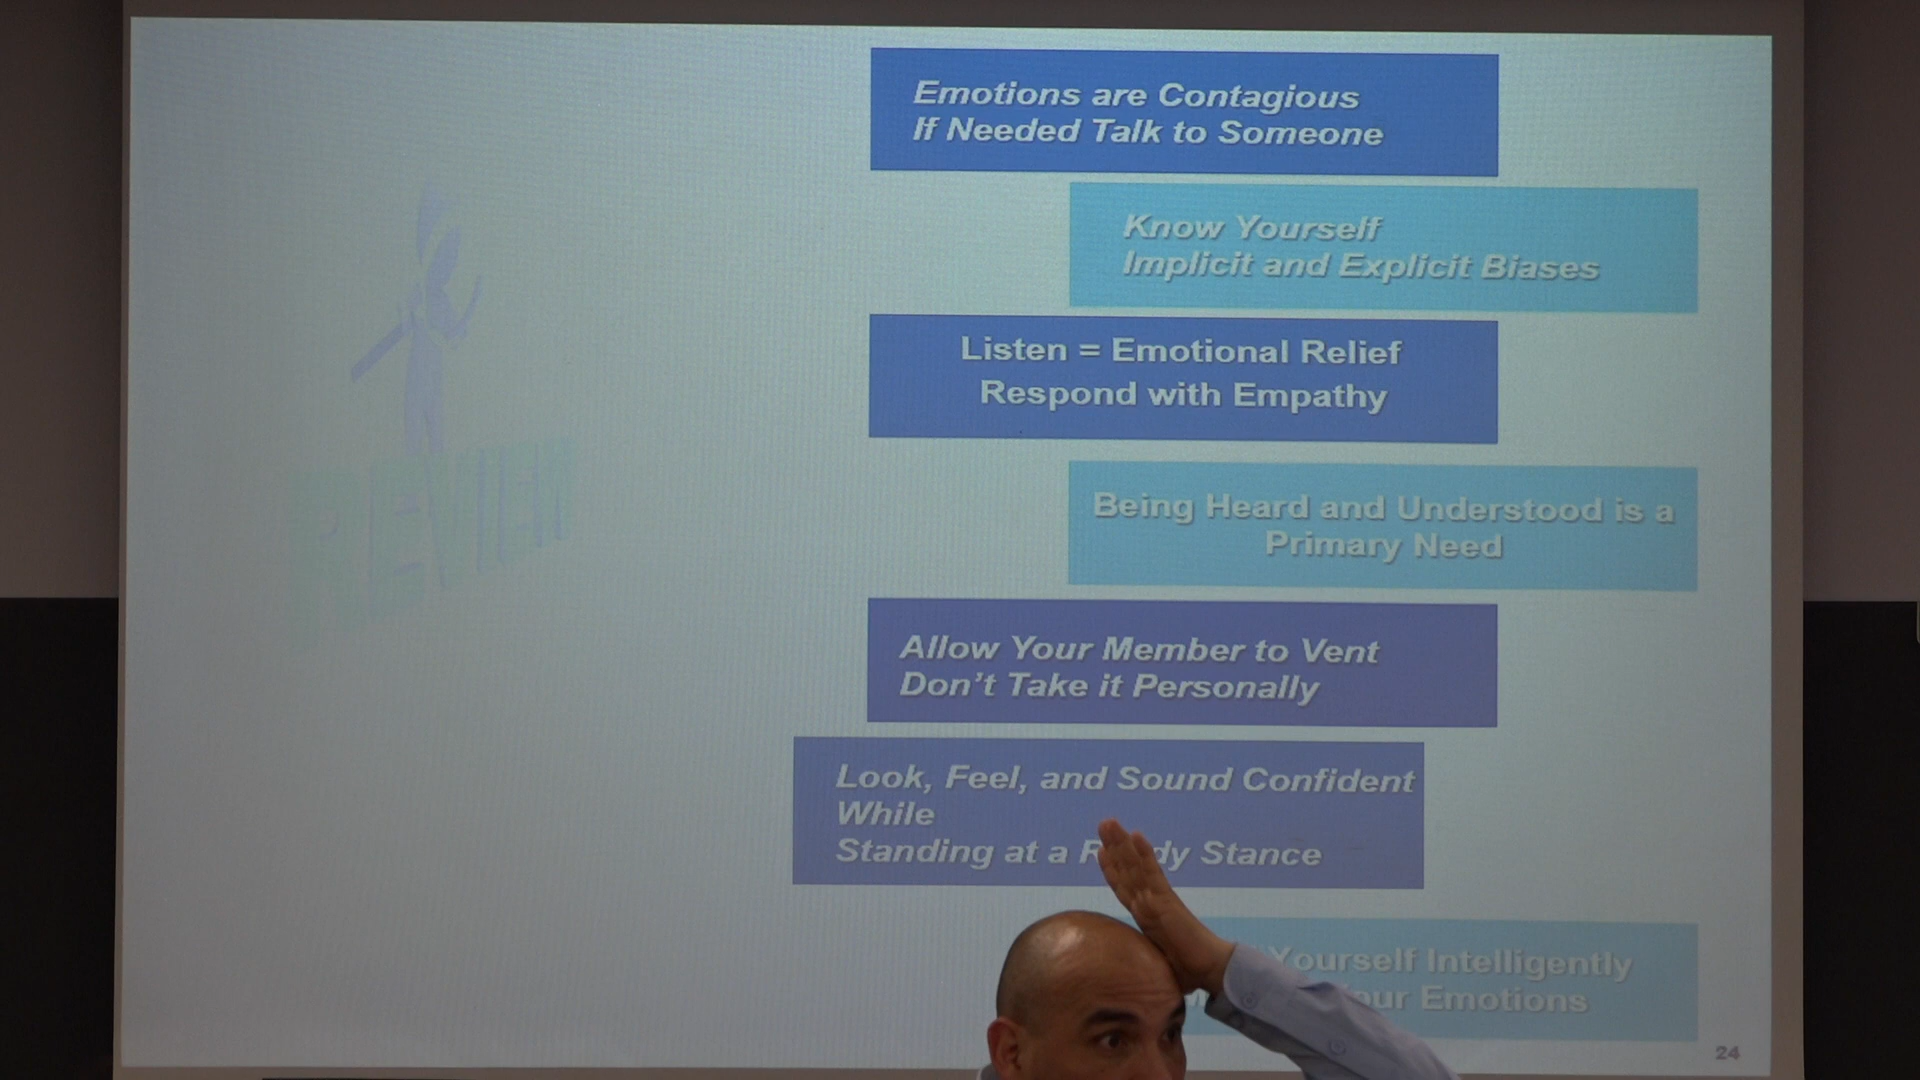 Emotions are Contagious
If Needed Talk to Someone
Know Yourself
Implicit and Explicit Biases
Listen = Emotional Relief
Respond with Empathy
REVIEW
Being Heard and Understood is a
Primary Need
Allow Your Member to Vent
Don't Take it Personally
Look, Feel, and Sound Confident
While
Standing at a Stance
Yourself Intelligently
Emotions
24